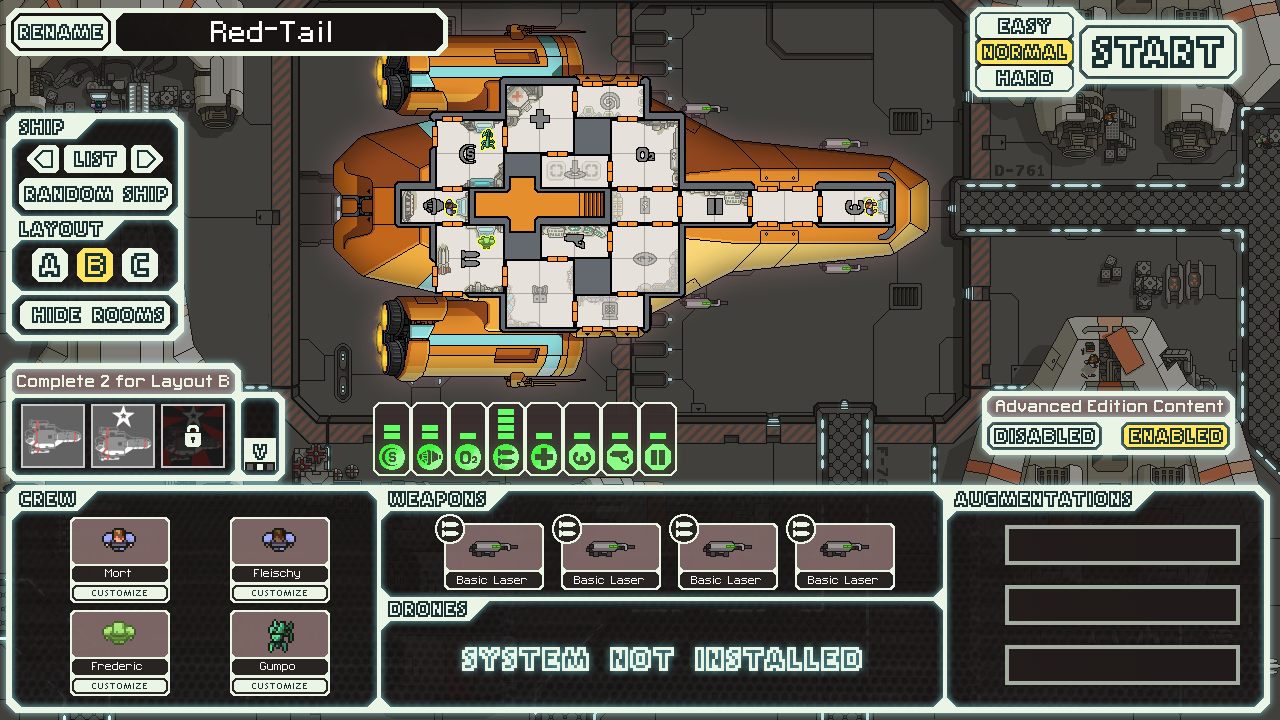 RENAME
Red-Tail
EASY
NORMAL
HARD
START
SHIP
LIST
RANDOM SHIP
LAYOUT
A B C
HIDE ROOMS
D-761
Complete 2 for Layout B
Advanced Edition Content
DISABLED ENABLED
CREW
Mort
CUSTOMIZE
Fleischy
CUSTOMIZE
Frederic
CUSTOMIZE
Gumpo
CUSTOMIZE
WEAPONS
Basic Laser
Basic Laser
Basic Laser
Basic Laser
DRONES
SYSTEM NOT INSTALLED
AUGMENTATIONS